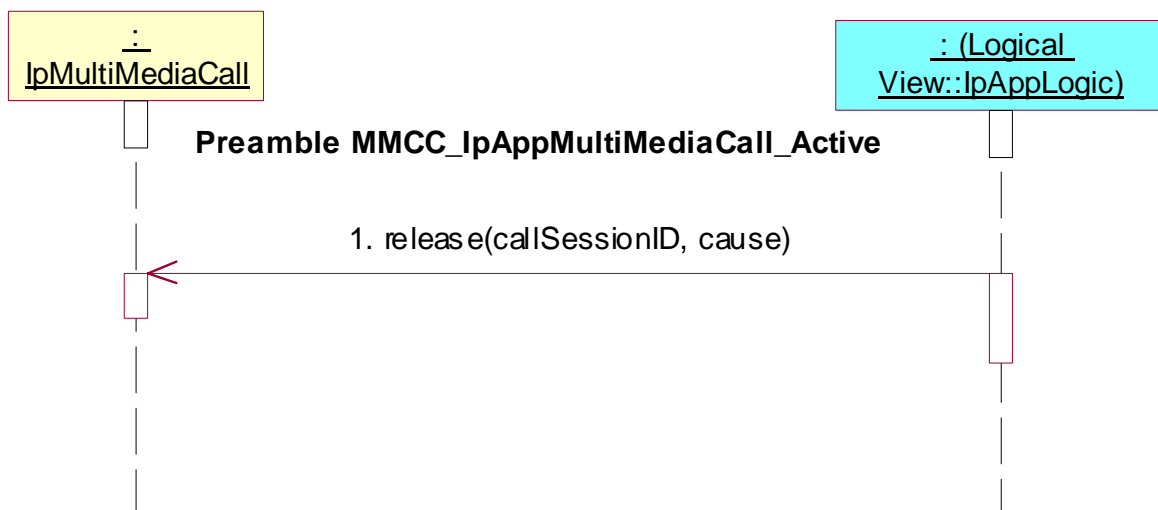 :
IpMultiMediaCall
: (Logical
View::IpAppLogic)
Preamble MMCC_IpAppMultiMediaCall_Active
1. release(callSessionID, cause)